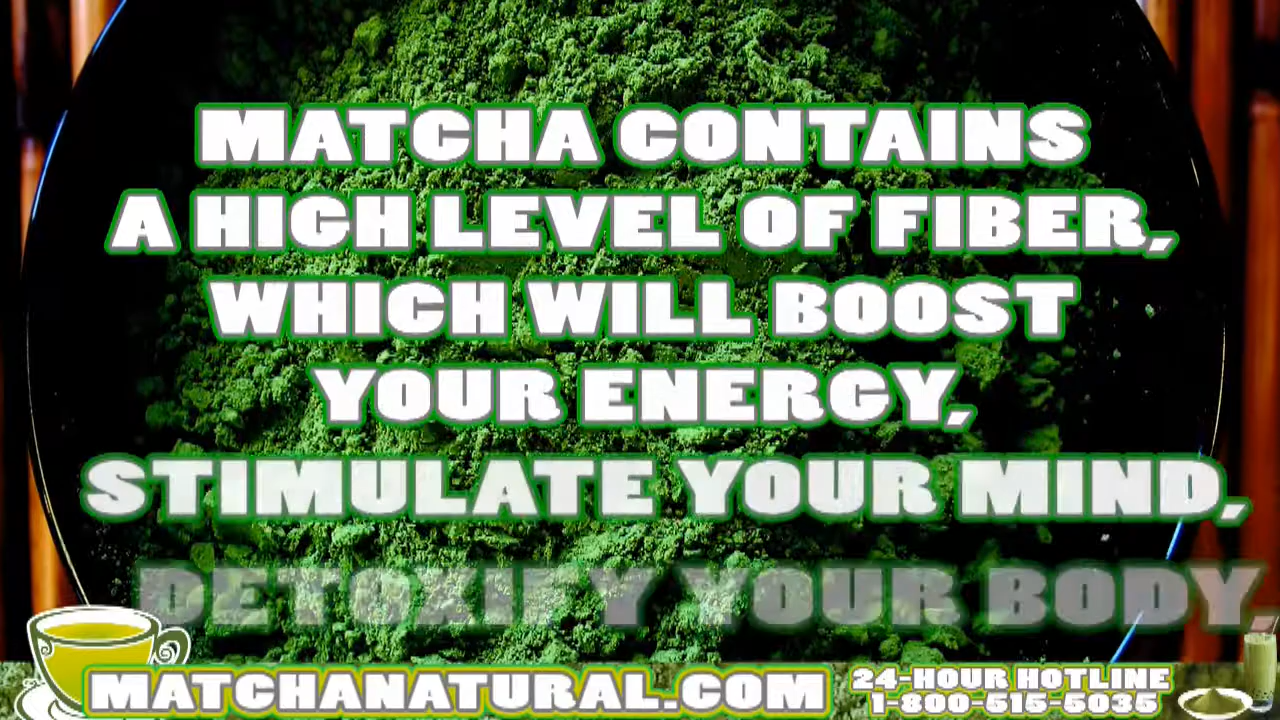 MATCHA CONTAINS
A HIGH LEVEL OF FIBER,
WHICH WILL BOOST
YOUR ENERGY,
STIMULATE YOUR MIND,
DETOXIFY YOUR BODY,
MATCHANATURAL.COM
24-HOUR HOTLINE
1-800-515-5035